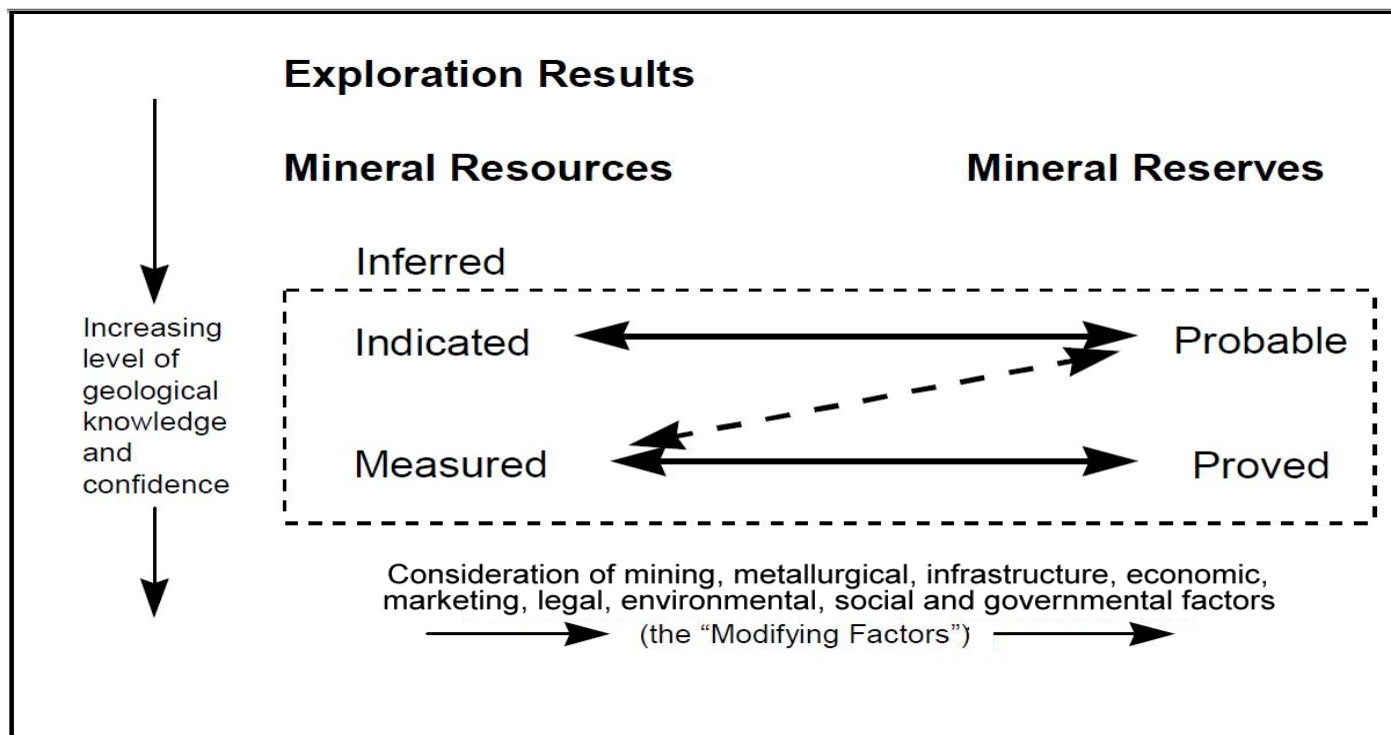 Exploration Results
Mineral Resources
Mineral Reserves
Inferred
Increasing
level of
geological
knowledge
and
confidence
Indicated
Probable
Measured
Proved
Consideration of mining, metallurgical, infrastructure, economic,
marketing, legal, environmental, social and governmental factors
(the “Modifying Factors”)